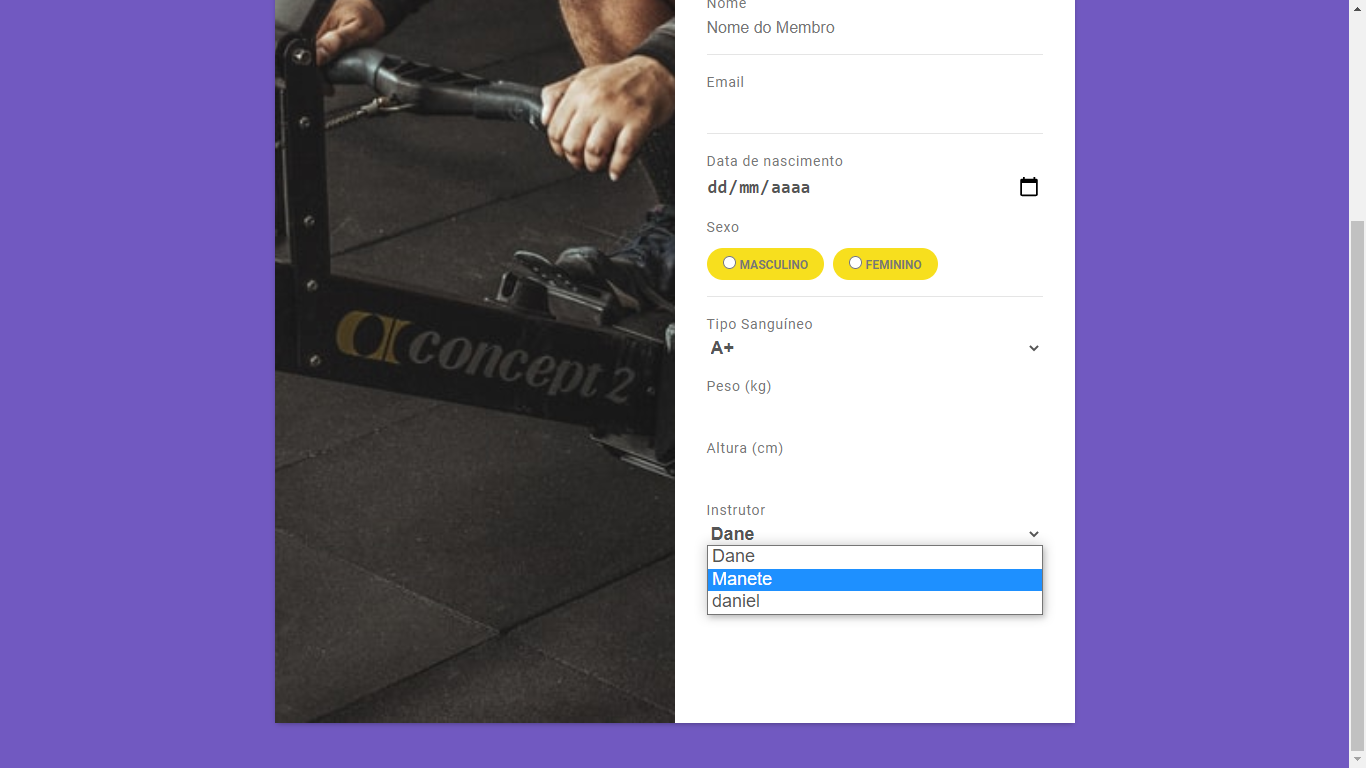 Nome
Nome do Membro
Email
Data de nascimento
dd/mm/aaaa
Sexo
MASCULINO FEMININO
Tipo Sanguíneo
A+
Peso (kg)
Altura (cm)
Instrutor
Dane
Dane
Manete
daniel
concept 2